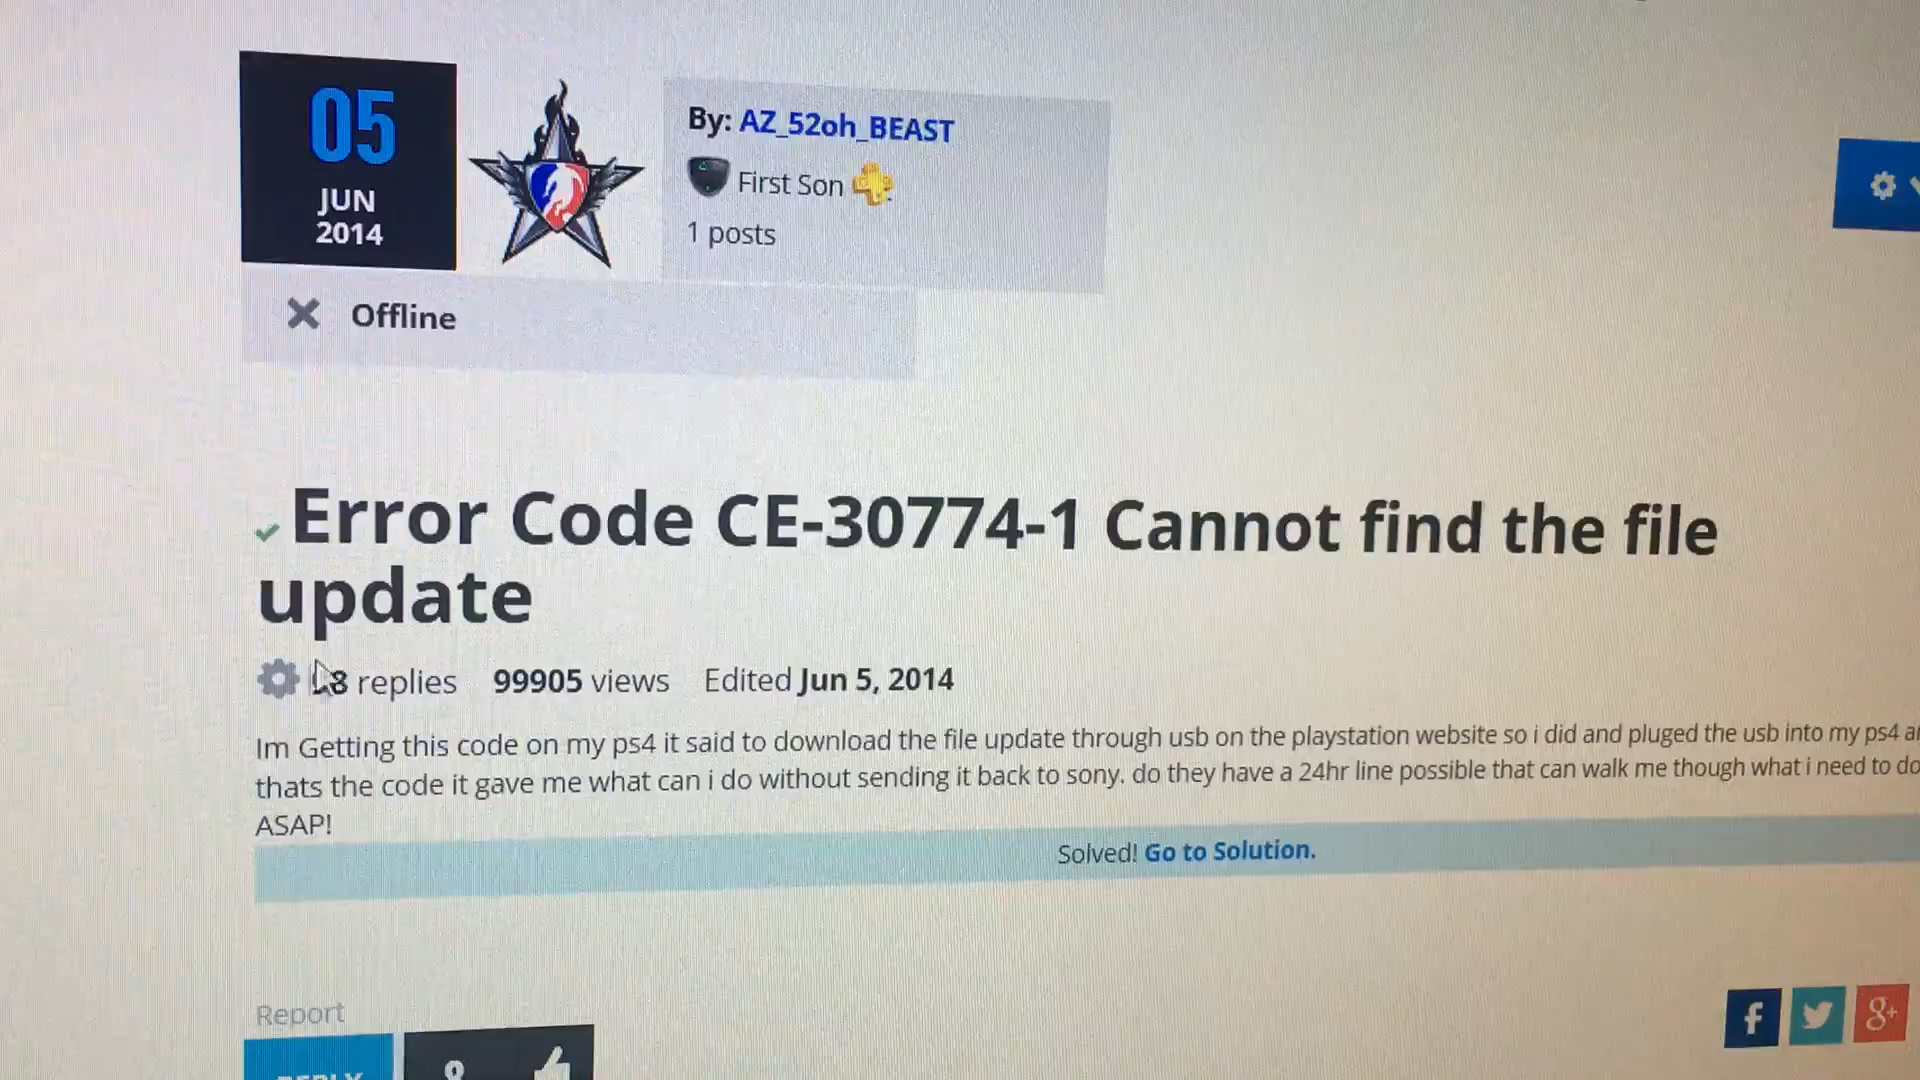 05
JUN
2014
By: AZ_52oh_BEAST
First Son
1 posts
Offline
Error Code CE-30774-1 Cannot find the file
update
replies 99905 views Edited Jun 5, 2014
Im Getting this code on my ps4 it said to download the file update through usb on the playstation website so i did and pluged the usb into my ps4
thats the code it gave me what can i do without sending it back to sony. do they have a 24hr line possible that can walk me though what i need to do
ASAP!
Solved! Go to Solution.
Report
REPLY
f
g+